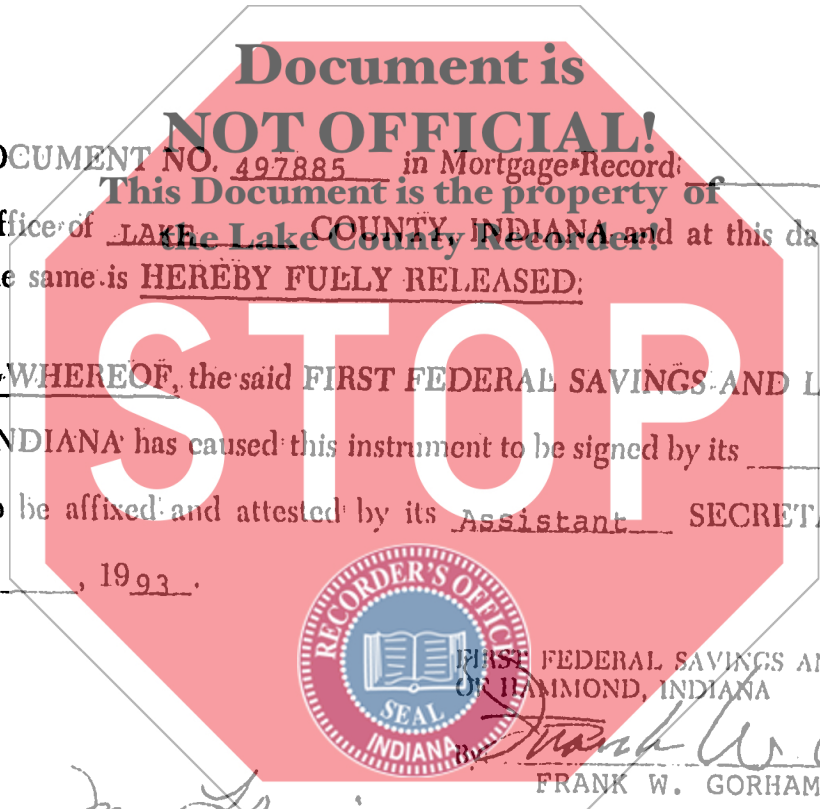 Document is
NOT OFFICIAL!
This Document is the property of
the Lake County Recorder!
OCUMENT NO. 497885 in Mortgage Record
ffice of LAKE COUNTY, INDIANA and at this da
e same is HEREBY FULLY RELEASED.
STOP
WHEREOF, the said FIRST FEDERAL SAVINGS AND L
NDIANA has caused this instrument to be signed by its
o be affixed and attested by its Assistant SECRETA
, 1993.
RECORDER'S OFFICE
SEAL
INDIANA
FIRST FEDERAL SAVINGS AN
OF HAMMOND, INDIANA
By
Frank W.
FRANK W. GORHAM